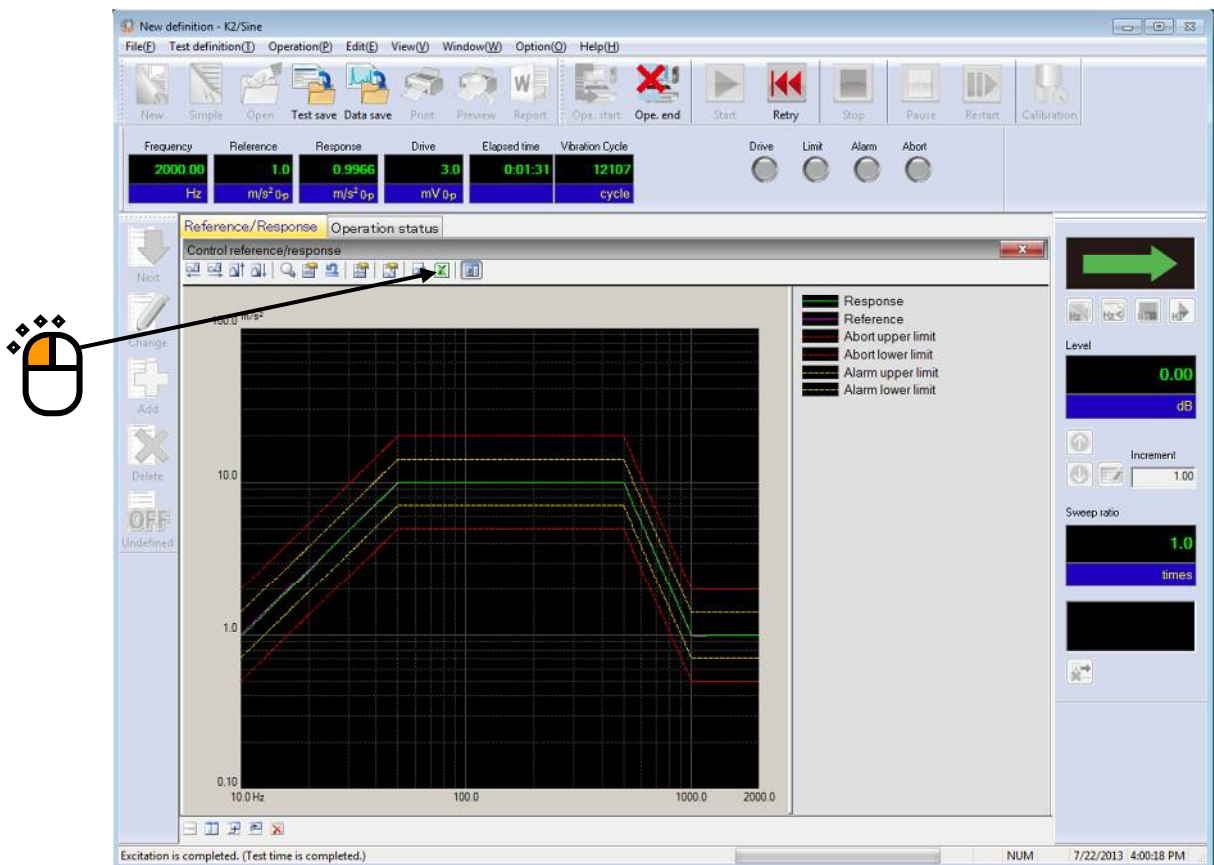 New definition - K2/Sine
File(F) Test definition(T) Operation(P) Edit(E) View(V) Window(W) Option(O) Help(H)
New Simple Open Test save Data save Print Preview Report Ope. start Ope. end Start Retry Stop Pause Restart Calibration
Frequency Reference Response Drive Elapsed time Vibration Cycle Drive Limit Alarm Abort
2000.00 1.0 0.9966 3.0 0:01:31 12107
Hz m/s² 0-p m/s² 0-p mV 0-p cycle
Reference/Response Operation status
Control reference/response
Next
Change
Add
Delete
OFF
Undefined
100.0 m/s²
10.0
1.0
0.10
10.0 Hz 100.0 1000.0 2000.0
Response
Reference
Abort upper limit
Abort lower limit
Alarm upper limit
Alarm lower limit
Level
0.00
dB
Increment
1.00
Sweep ratio
1.0
times
Excitation is completed. (Test time is completed.) NUM 7/22/2013 4:00:18 PM